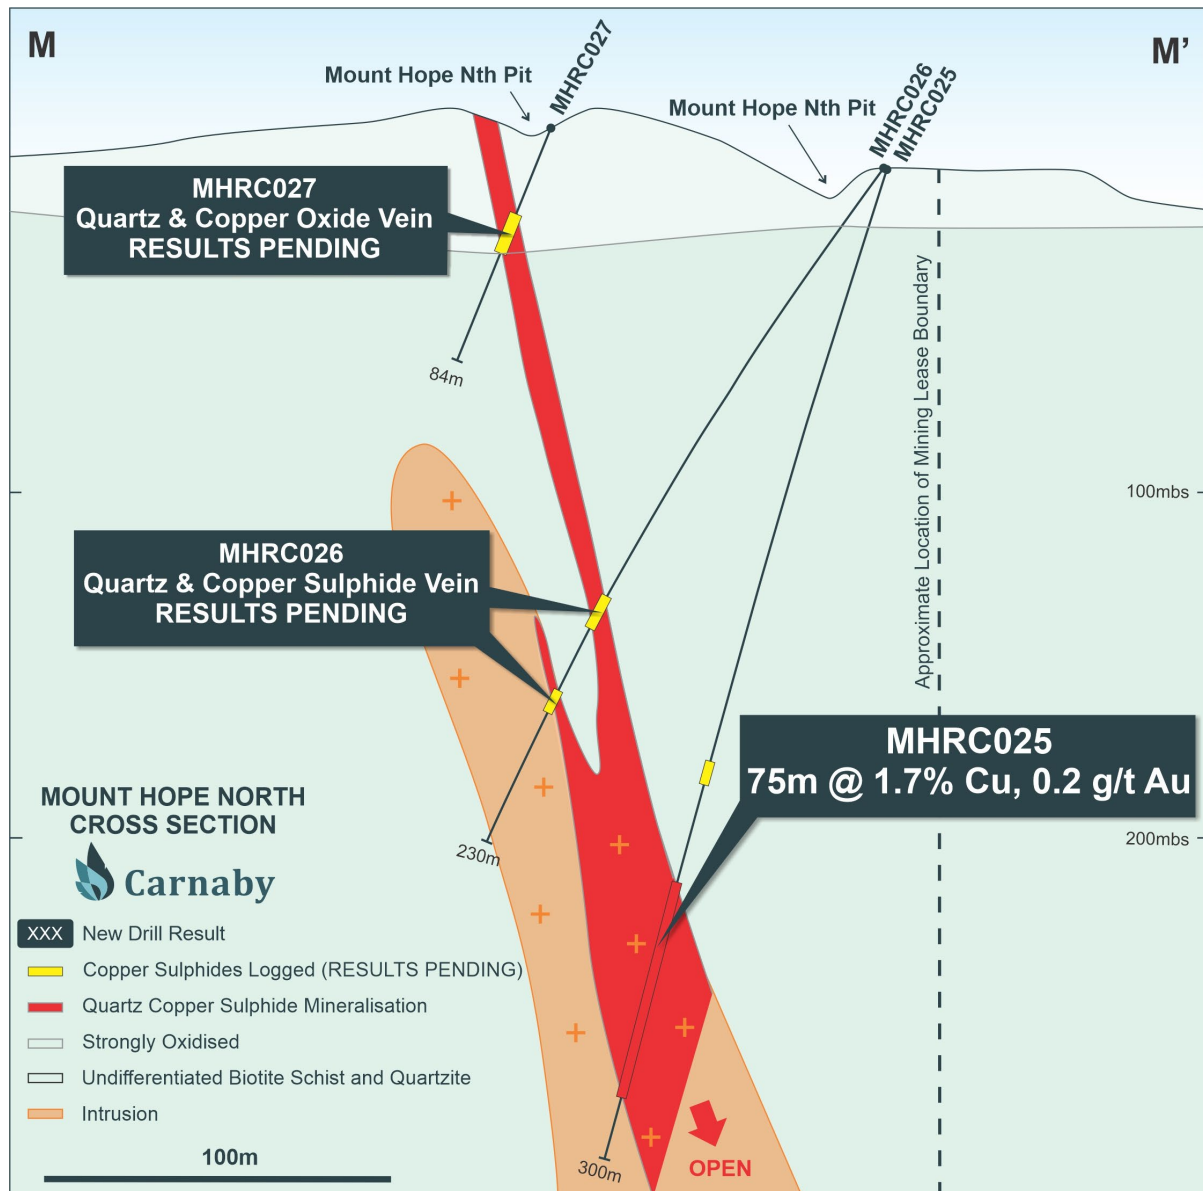 M
M'
Mount Hope Nth Pit
MHRC027
Mount Hope Nth Pit
MHRC026
MHRC025
MHRC027
Quartz & Copper Oxide Vein
RESULTS PENDING
84m
Approximate Location of Mining Lease Boundary
100mbs
MHRC026
Quartz & Copper Sulphide Vein
RESULTS PENDING
MHRC025
75m @ 1.7% Cu, 0.2 g/t Au
MOUNT HOPE NORTH
CROSS SECTION
230m
200mbs
Carnaby
XXX New Drill Result
Copper Sulphides Logged (RESULTS PENDING)
Quartz Copper Sulphide Mineralisation
Strongly Oxidised
Undifferentiated Biotite Schist and Quartzite
Intrusion
100m
300m
OPEN